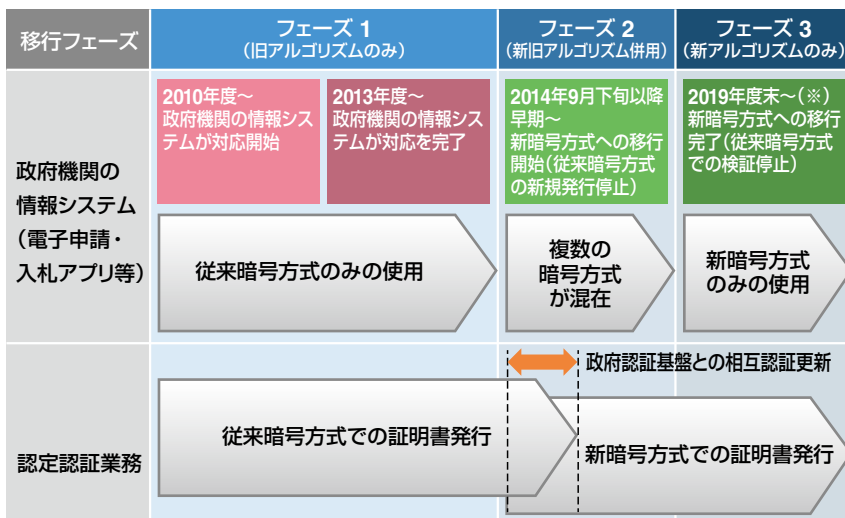 移行フェーズ
フェーズ 1
(旧アルゴリズムのみ)
フェーズ 2
(新旧アルゴリズム併用)
フェーズ 3
(新アルゴリズムのみ)
政府機関の
情報システム
(電子申請・
入札アプリ等)
2010年度～
政府機関の情報シス
テムが対応開始
2013年度～
政府機関の情報シス
テムが対応を完了
2014年9月下旬以降
早期～
新暗号方式への移行
開始(従来暗号方式
の新規発行停止)
2019年度末～(※)
新暗号方式への移行
完了(従来暗号方式
での検証停止)
従来暗号方式のみの使用
複数の
暗号方式
が混在
新暗号方式
のみの使用
認定認証業務
政府認証基盤との相互認証更新
従来暗号方式での証明書発行
新暗号方式での証明書発行